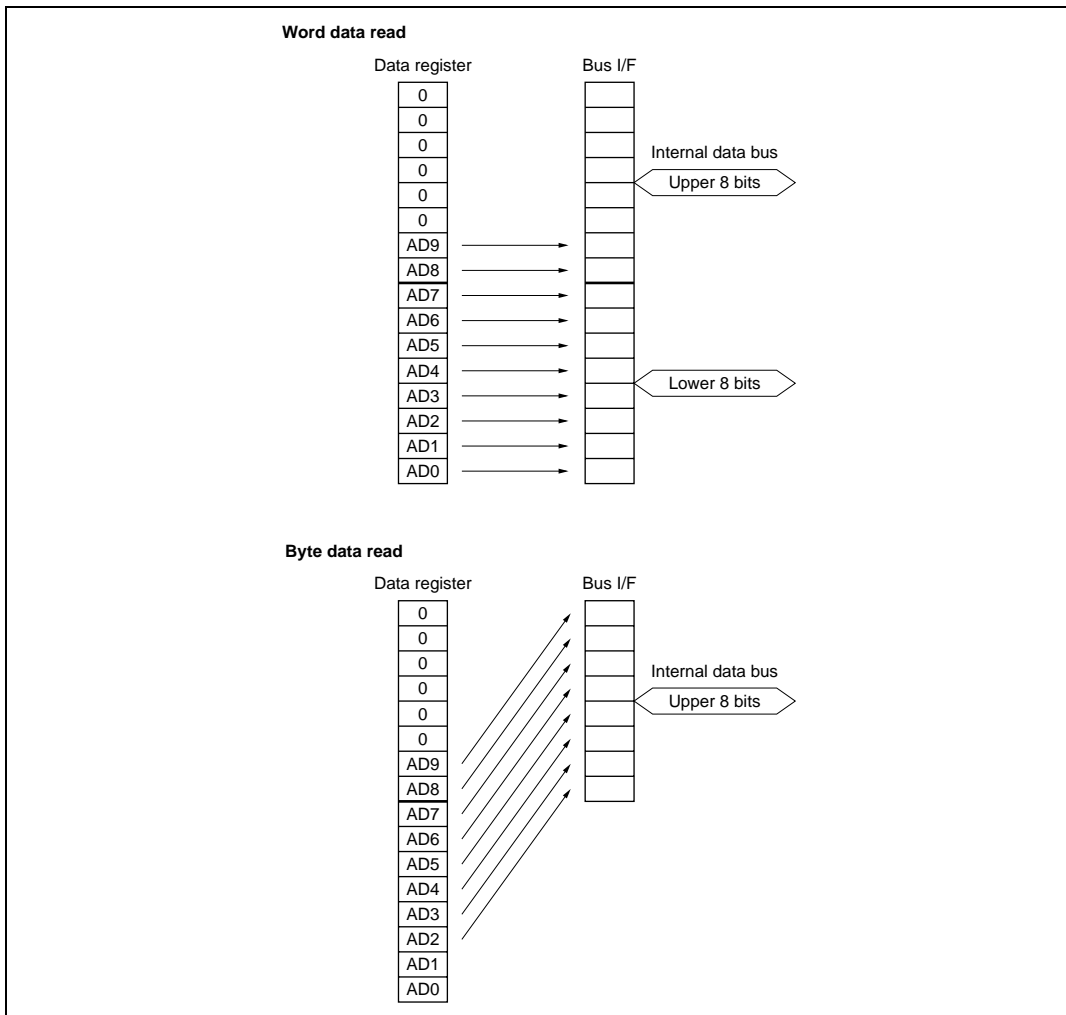 Word data read
Data register
Bus I/F
0
0
0
0
0
0
AD9
AD8
AD7
AD6
AD5
AD4
AD3
AD2
AD1
AD0
Internal data bus
Upper 8 bits
Lower 8 bits
Byte data read
Data register
Bus I/F
0
0
0
0
0
0
AD9
AD8
AD7
AD6
AD5
AD4
AD3
AD2
AD1
AD0
Internal data bus
Upper 8 bits